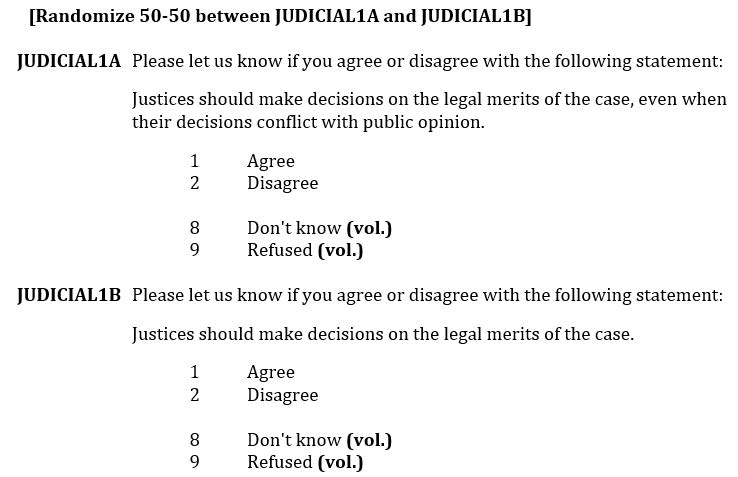 [Randomize 50-50 between JUDICIAL1A and JUDICIAL1B]
JUDICIAL1A Please let us know if you agree or disagree with the following statement:
Justices should make decisions on the legal merits of the case, even when
their decisions conflict with public opinion.
1 Agree
2 Disagree
8 Don't know (vol.)
9 Refused (vol.)
JUDICIAL1B Please let us know if you agree or disagree with the following statement:
Justices should make decisions on the legal merits of the case.
1 Agree
2 Disagree
8 Don't know (vol.)
9 Refused (vol.)